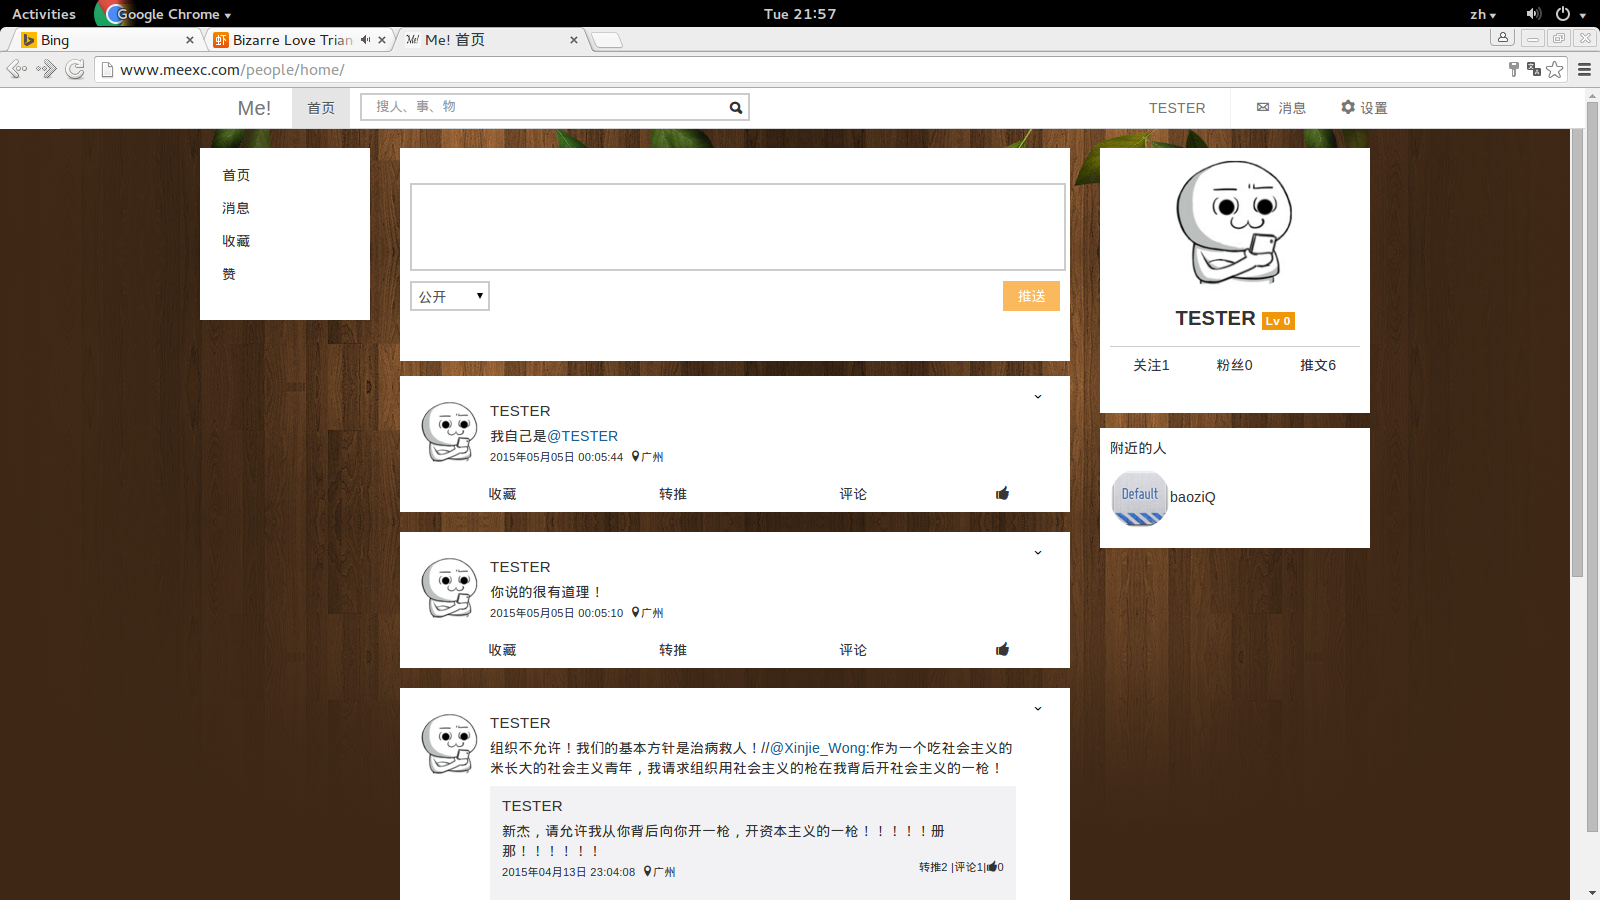 Activities
Google Chrome
Tue 21:57
zh
Bing
Bizarre Love Trian
Me! 首页
www.meexc.com/people/home/
Me!
首页
搜人、事、物
TESTER
消息
设置
首页
消息
收藏
赞
公开
推送
TESTER
我自己是@TESTER
2015年05月05日 00:05:44 广州
收藏 转推 评论
TESTER
你说的很有道理！
2015年05月05日 00:05:10 广州
收藏 转推 评论
TESTER
组织不允许！我们的基本方针是治病救人！//@Xinjie_Wong:作为一个吃社会主义的
米长大的社会主义青年，我请求组织用社会主义的枪在我背后开社会主义的一枪！
TESTER
新杰，请允许我从你背后向你开一枪，开资本主义的一枪！！！！！册
那！！！！！！
2015年04月13日 23:04:08 广州
转推2 |评论1|0
TESTER Lv 0
关注1 粉丝0 推文6
附近的人
Default
baoziQ